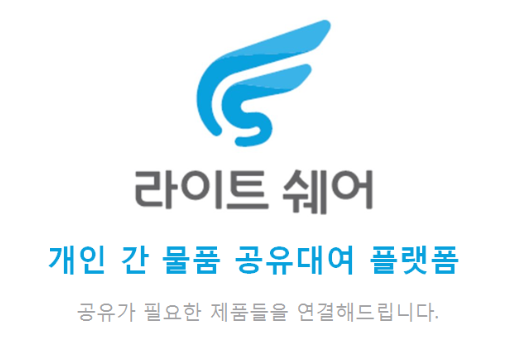 라이트 쉐어
개인 간 물품 공유대여 플랫폼
공유가 필요한 제품들을 연결해드립니다.